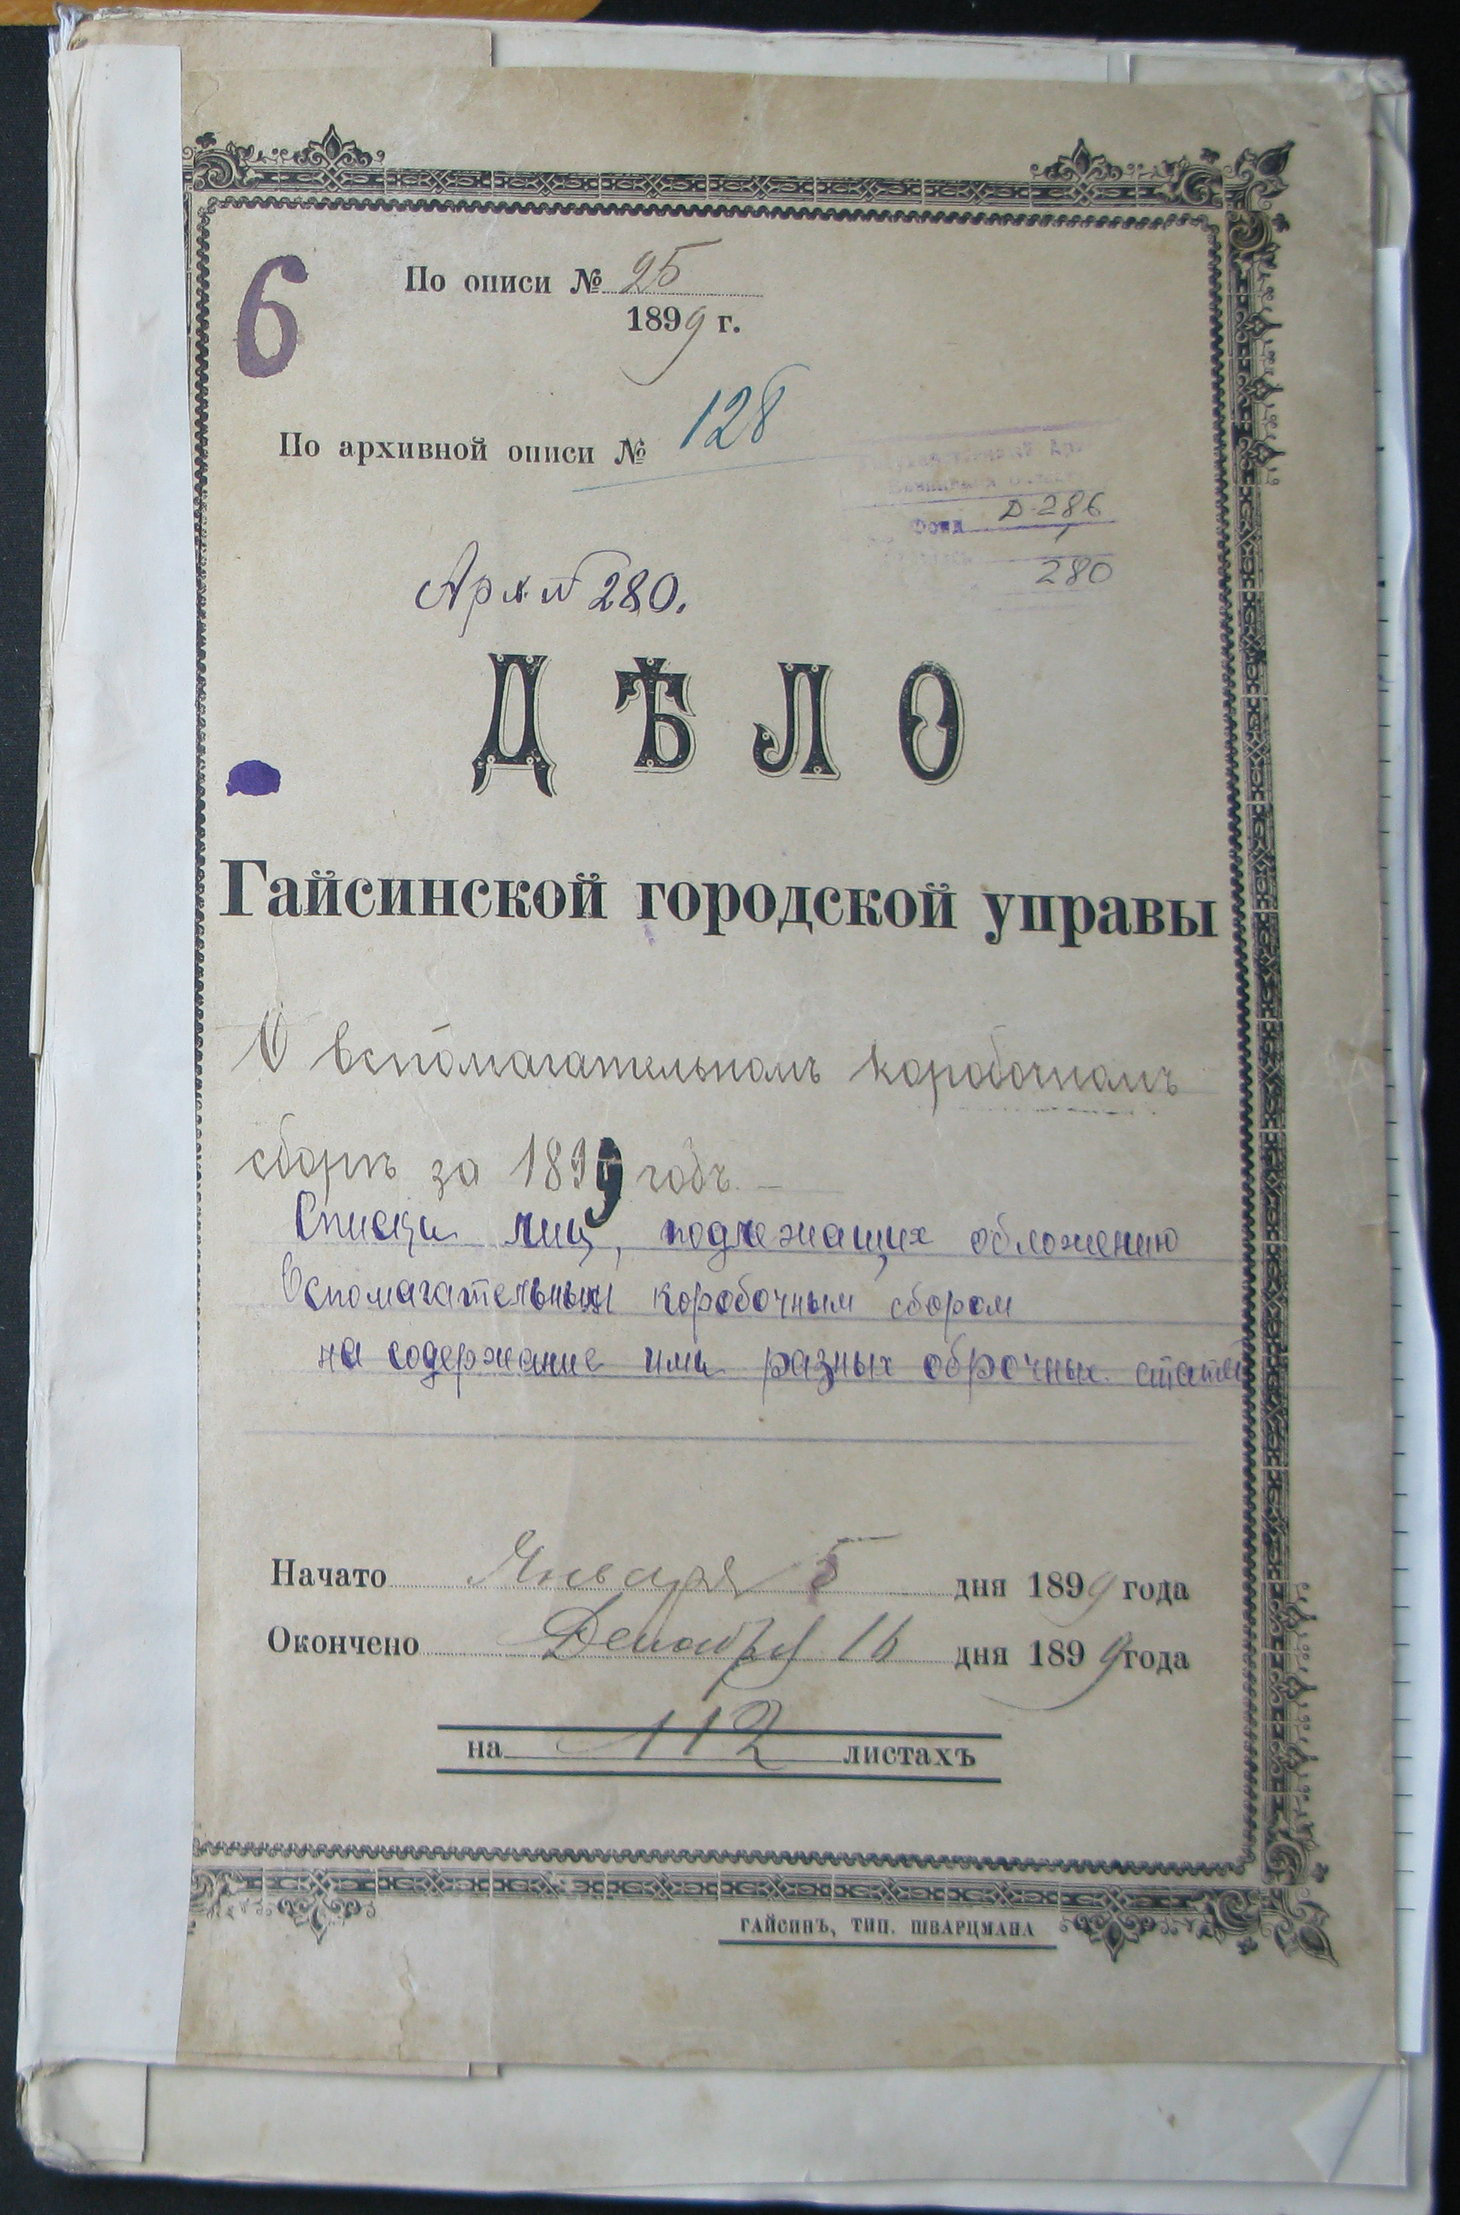 6
По описи № 25
1899 г.
По архивной описи № 128
Фонд Д-286
1
280
Арх. № 280.
ДѢЛО
Гайсинской городской управы
О вспомагательномъ коробочномъ
сборѣ за 1899 годъ.
Списки лиц, подлежащих обложению
вспомагательным коробочным сбором
на содержание ими разных оброчных статей
Начато Января 5 дня 1899 года
Окончено Декабря 16 дня 1899 года
на 112 листахъ
ГАЙСИНЪ, ТИП. ШВАРЦМАНА